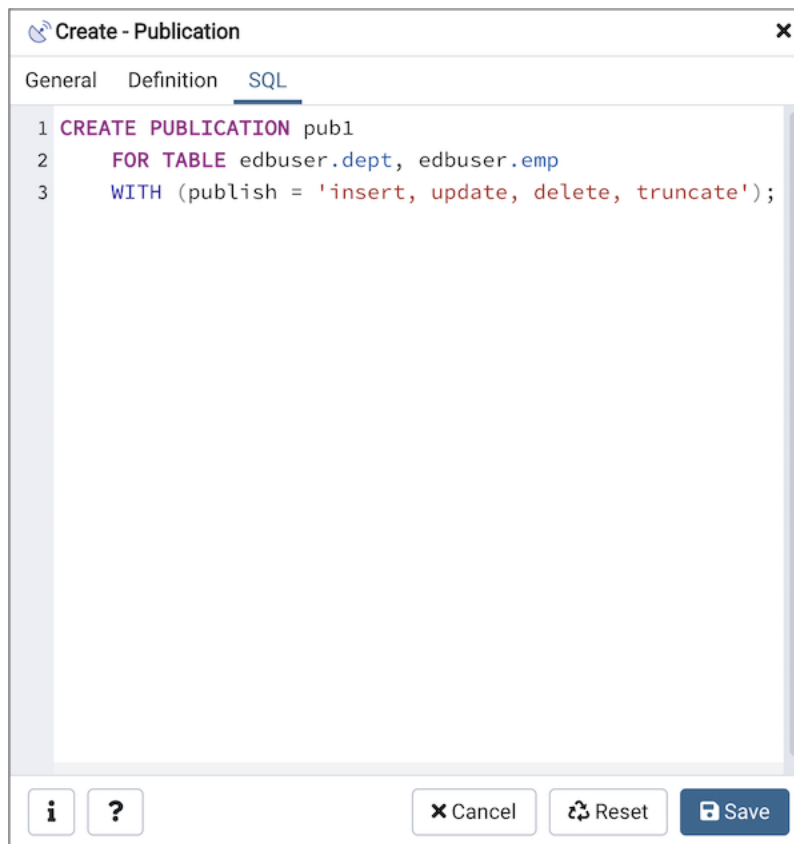 Create - Publication
General Definition SQL
1 CREATE PUBLICATION pub1
2 FOR TABLE edbuser.dept, edbuser.emp
3 WITH (publish = 'insert, update, delete, truncate');
i ? Cancel Reset Save